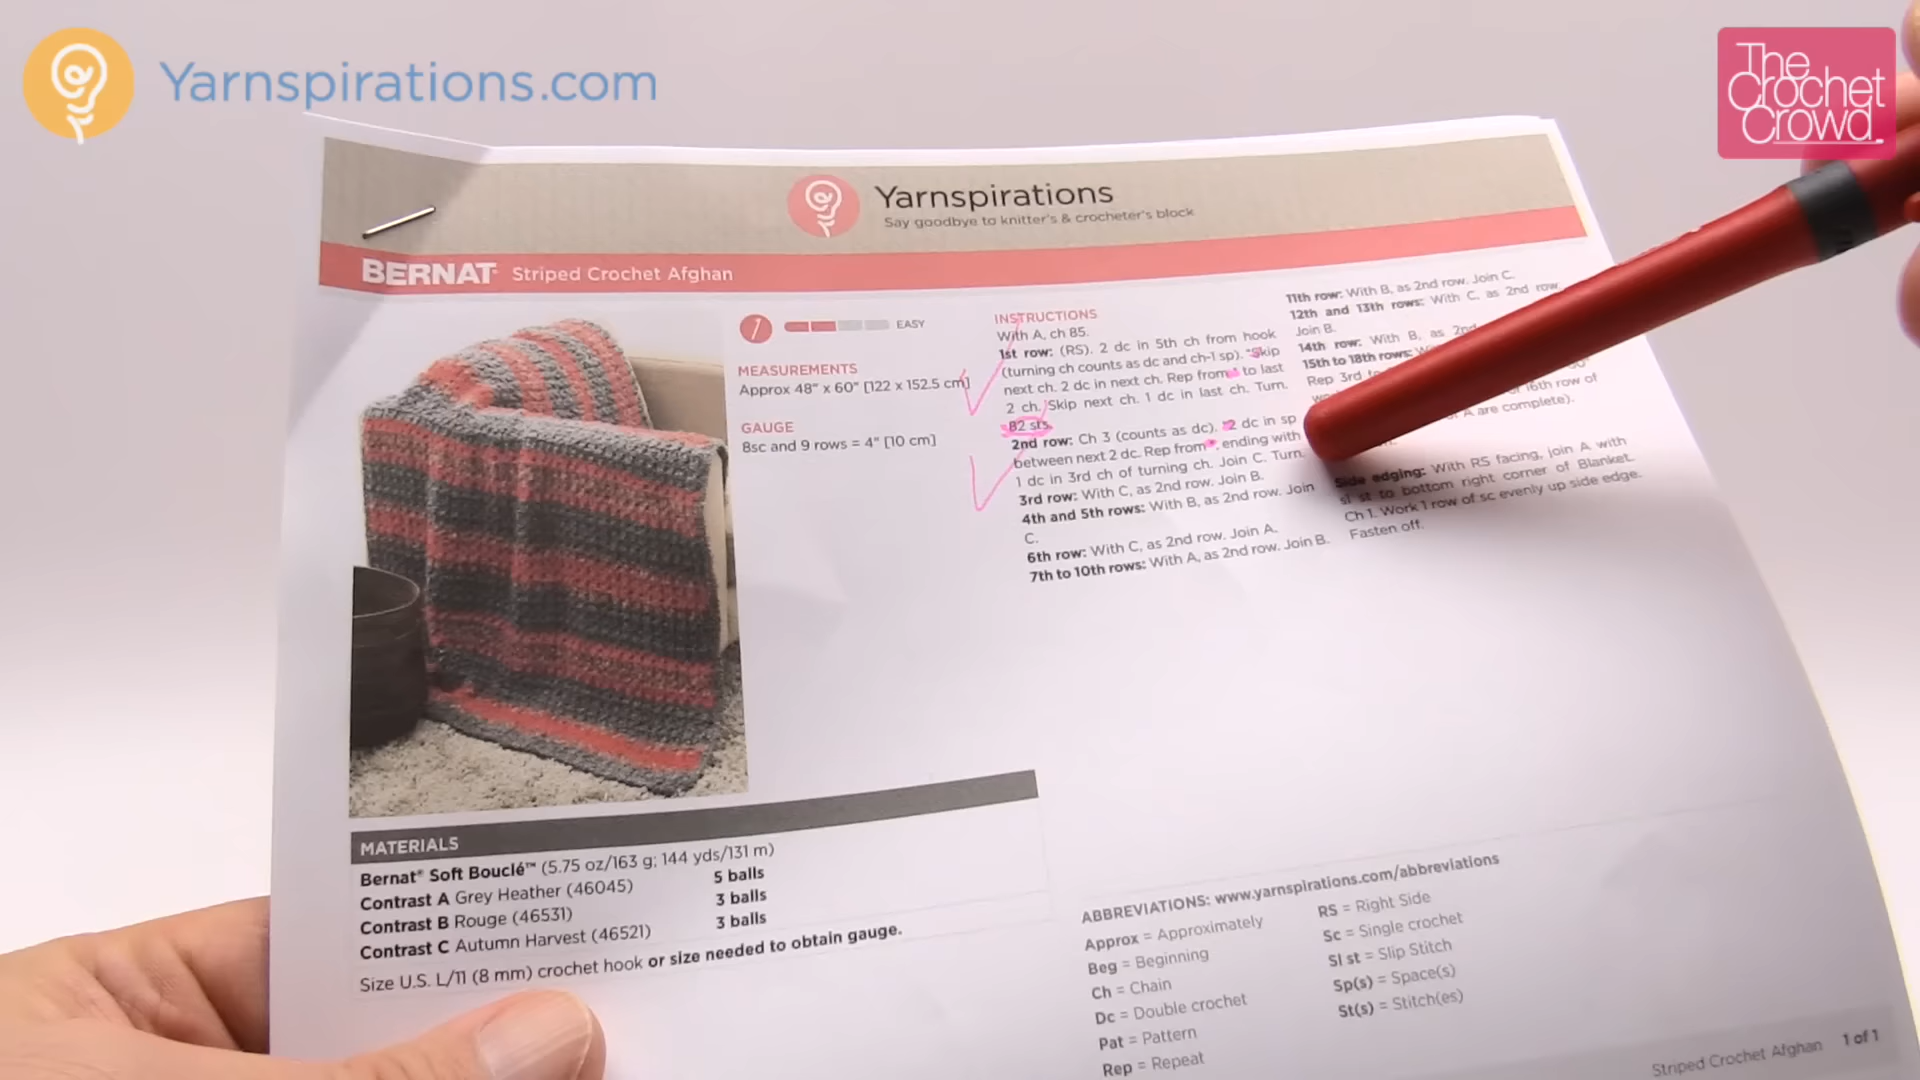 Yarnspirations.com
The
Crochet
Crowd
Yarnspirations
Say goodbye to knitter's & crocheter's block
BERNAT Striped Crochet Afghan
EASY
MEASUREMENTS
Approx 48" x 60" [122 x 152.5 cm]
GAUGE
8sc and 9 rows = 4" [10 cm]
INSTRUCTIONS
With A, ch 85.
1st row: (RS). 2 dc in 5th ch from hook
(turning ch counts as dc and ch-1 sp). *Skip
next ch. 2 dc in next ch. Rep from * to last
2 ch. Skip next ch. 1 dc in last ch. Turn.
82 sts.
2nd row: Ch 3 (counts as dc). *2 dc in sp
between next 2 dc. Rep from *, ending with
1 dc in 3rd ch of turning ch. Join C. Turn.
3rd row: With C, as 2nd row. Join B.
4th and 5th rows: With B, as 2nd row. Join
C.
6th row: With C, as 2nd row. Join A.
7th to 10th rows: With A, as 2nd row. Join B.
11th row: With B, as 2nd row. Join C.
12th and 13th rows: With C, as 2nd row.
Join B.
14th row: With B, as 2nd
15th to 18th rows:
Rep 3rd
16th row of
A are complete).
Side edging: With RS facing, join A with
sl st to bottom right corner of Blanket.
Ch 1. Work 1 row of sc evenly up side edge.
Fasten off.
MATERIALS
Bernat® Soft Bouclé™ (5.75 oz/163 g; 144 yds/131 m)
Contrast A Grey Heather (46045) 5 balls
Contrast B Rouge (46531) 3 balls
Contrast C Autumn Harvest (46521) 3 balls
Size U.S. L/11 (8 mm) crochet hook or size needed to obtain gauge.
ABBREVIATIONS: www.yarnspirations.com/abbreviations
Approx = Approximately
Beg = Beginning
Ch = Chain
Dc = Double crochet
Pat = Pattern
Rep = Repeat
RS = Right Side
Sc = Single crochet
Sl st = Slip Stitch
Sp(s) = Space(s)
St(s) = Stitch(es)
Striped Crochet Afghan 1 of 1